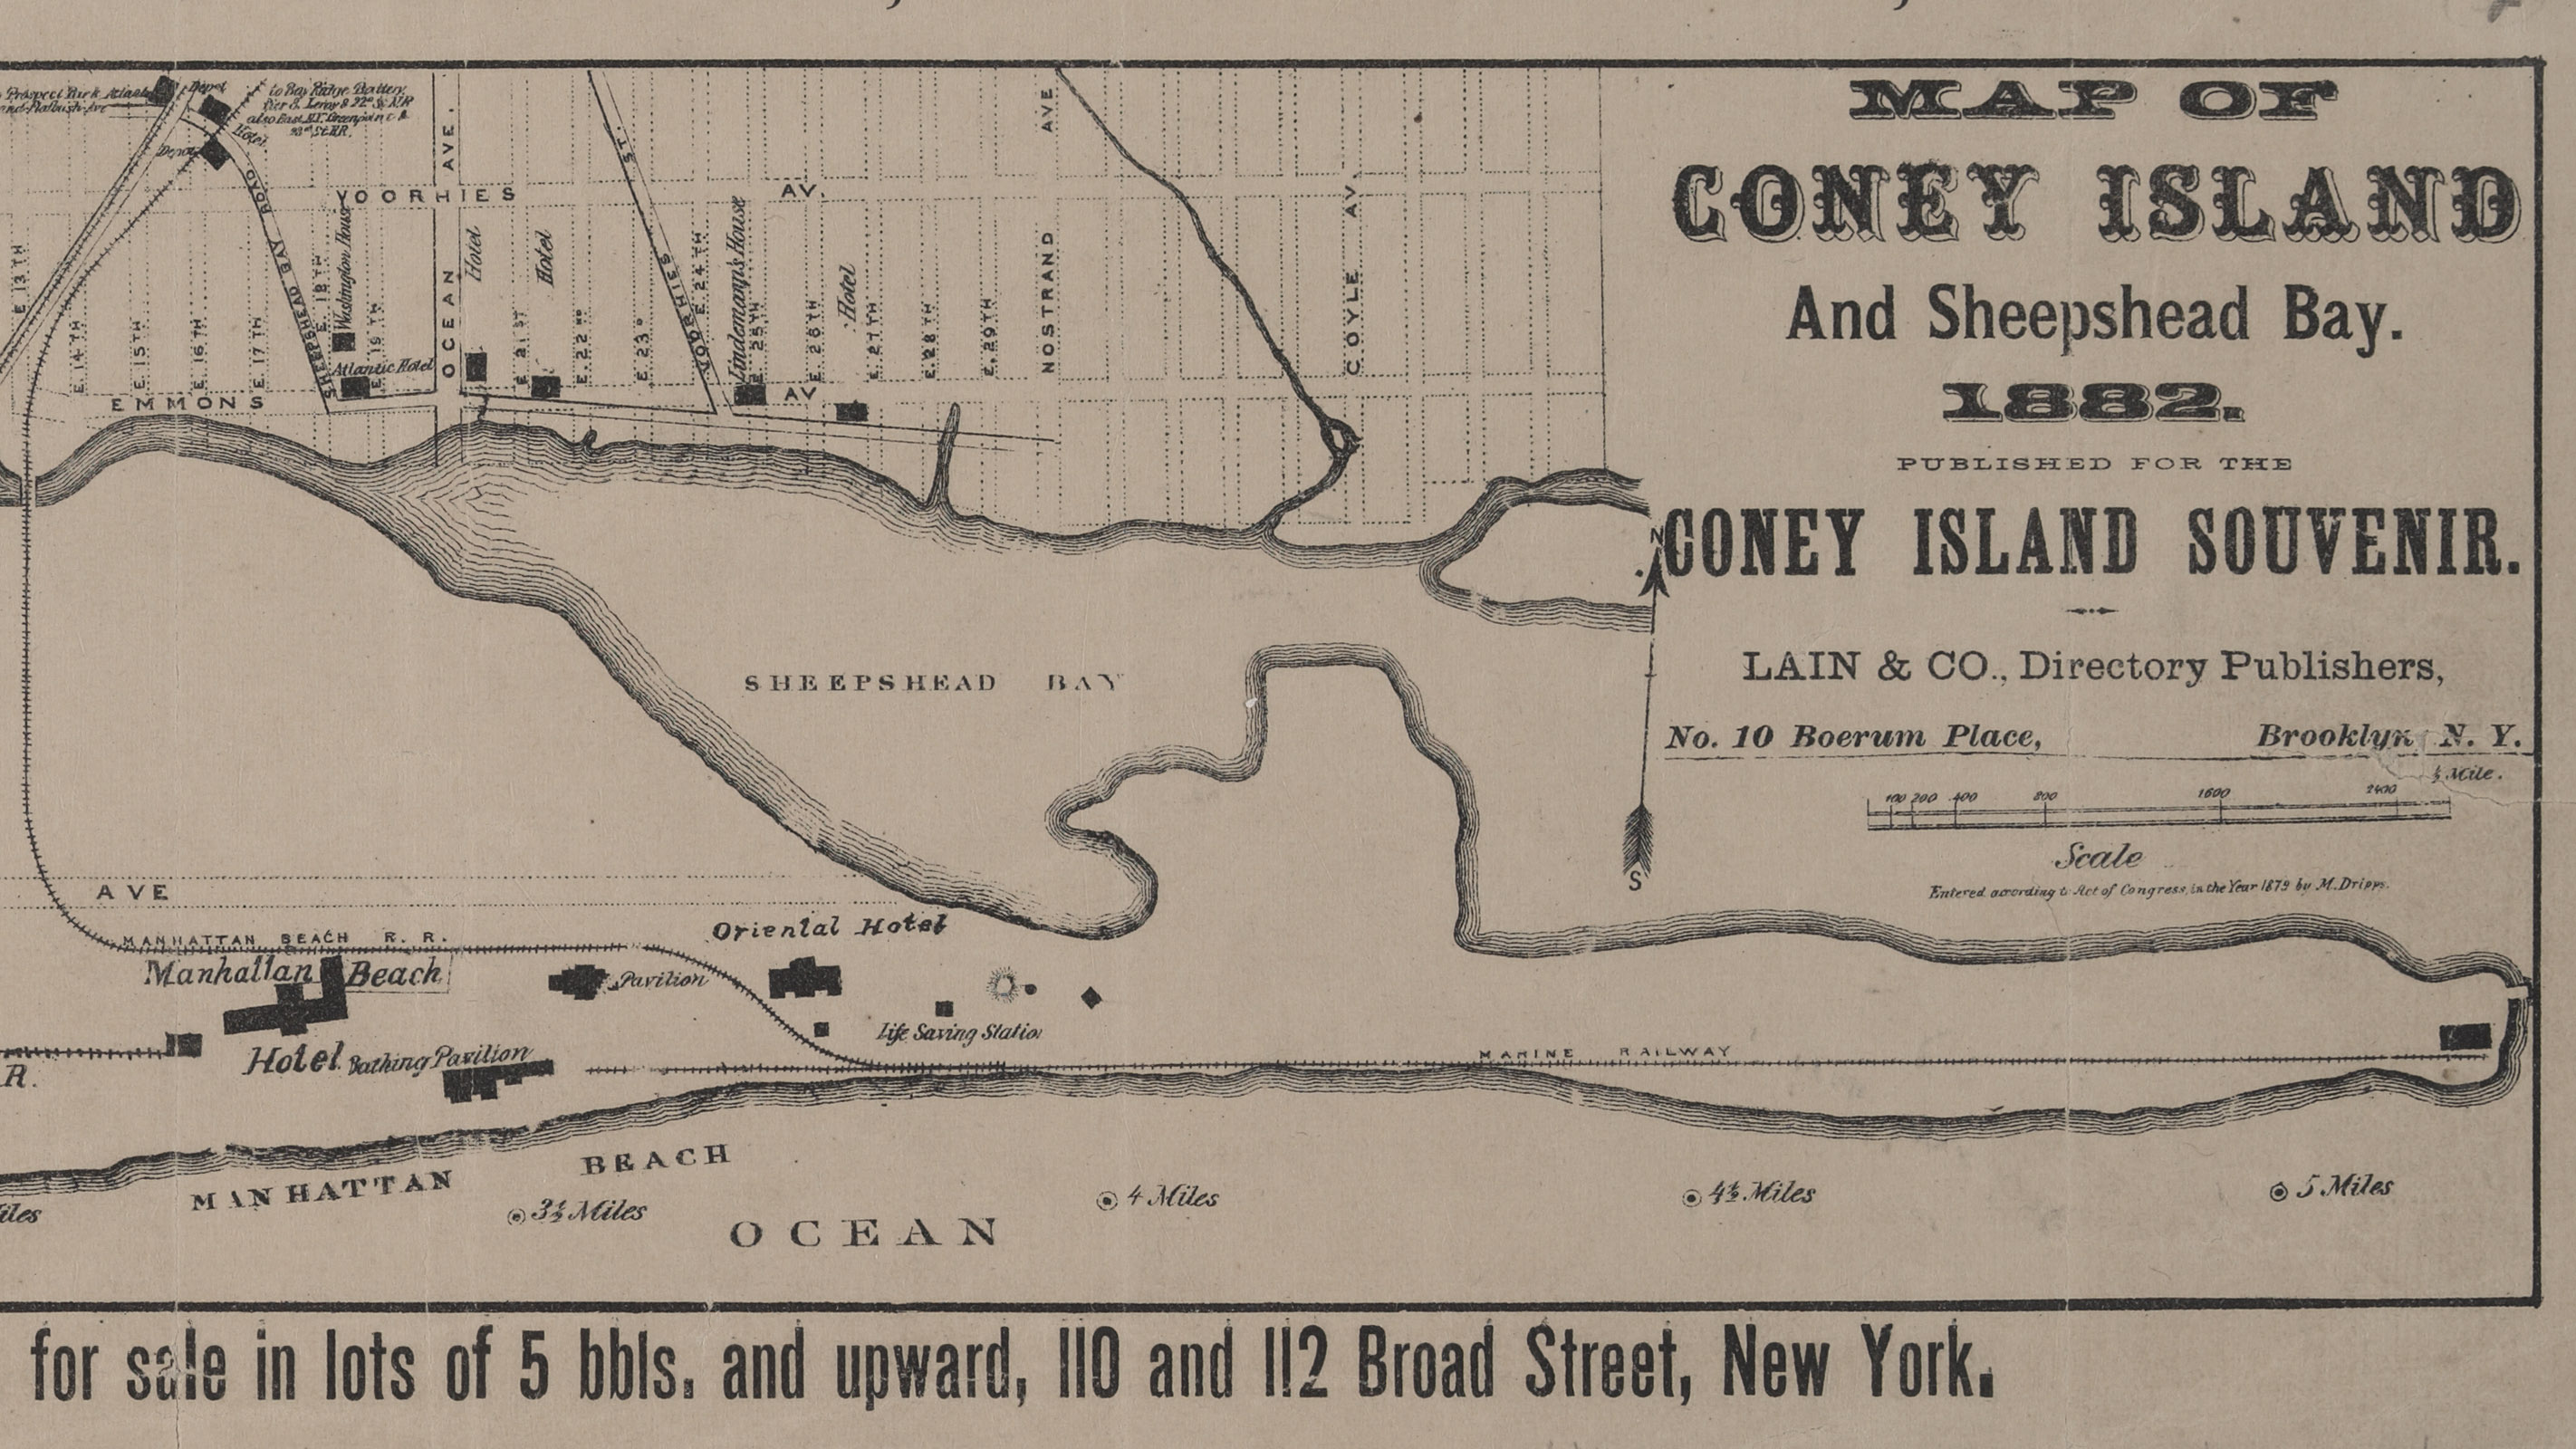 MAP OF
CONEY ISLAND
And Sheepshead Bay.
1882.
PUBLISHED FOR THE
CONEY ISLAND SOUVENIR.
LAIN & CO., Directory Publishers,
No. 10 Boerum Place, Brooklyn N. Y.
½ Mile.
100 200 400 800 1600 2400
Scale
Entered according to Act of Congress, in the Year 1879 by M. Dripps.
N
S
Prospect Park
Depot
to Bay Ridge Battery
Pier 8. Leroy & 22d St. N.R
also East N.Y. Greenpoint &
23rd St. E.R.
Hotel
Depot
SHEEPSHEAD BAY ROAD
VOORHIES AV.
OCEAN AVE.
VOORHIES ST.
NOSTRAND AVE
COYLE AV.
Washington House
Hotel
Hotel
Lindemann's House
Hotel
Atlantic Hotel
E 13TH
E. 14TH
E. 15TH
E. 16TH
E. 17TH
E. 18TH
E. 19TH
E 21ST
E. 22ND
E. 23D
E 24TH
E 25TH
E 26TH
E. 27TH
E 28TH
E. 29TH
EMMONS AV
SHEEPSHEAD BAY
AVE
MANHATTAN BEACH R. R.
Manhattan Beach
Hotel
Pavilion
Oriental Hotel
Life Saving Statio
Bathing Pavilion
R.
MARINE RAILWAY
MANHATTAN BEACH
iles
3½ Miles
4 Miles
4½ Miles
5 Miles
OCEAN
for sale in lots of 5 bbls. and upward, 110 and 112 Broad Street, New York.